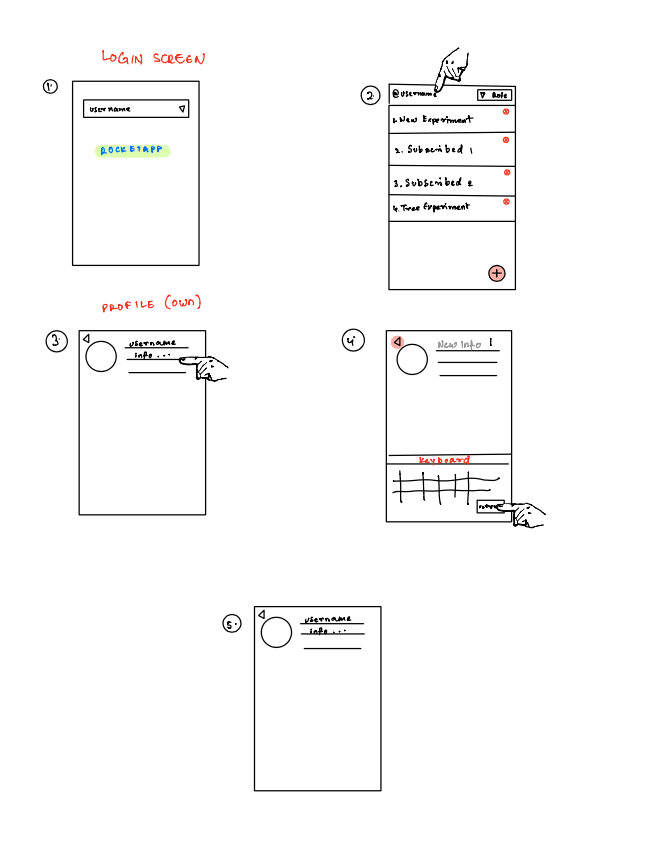 LOGIN SCREEN
1.
username
ROCKETAPP
2.
@username
Role
1. New Experiment
2. Subscribed 1
3. Subscribed 2
4. Tree Experiment
+
PROFILE (OWN)
3.
username
info ...
4.
New Info
Keyboard
return
5.
username
info ...